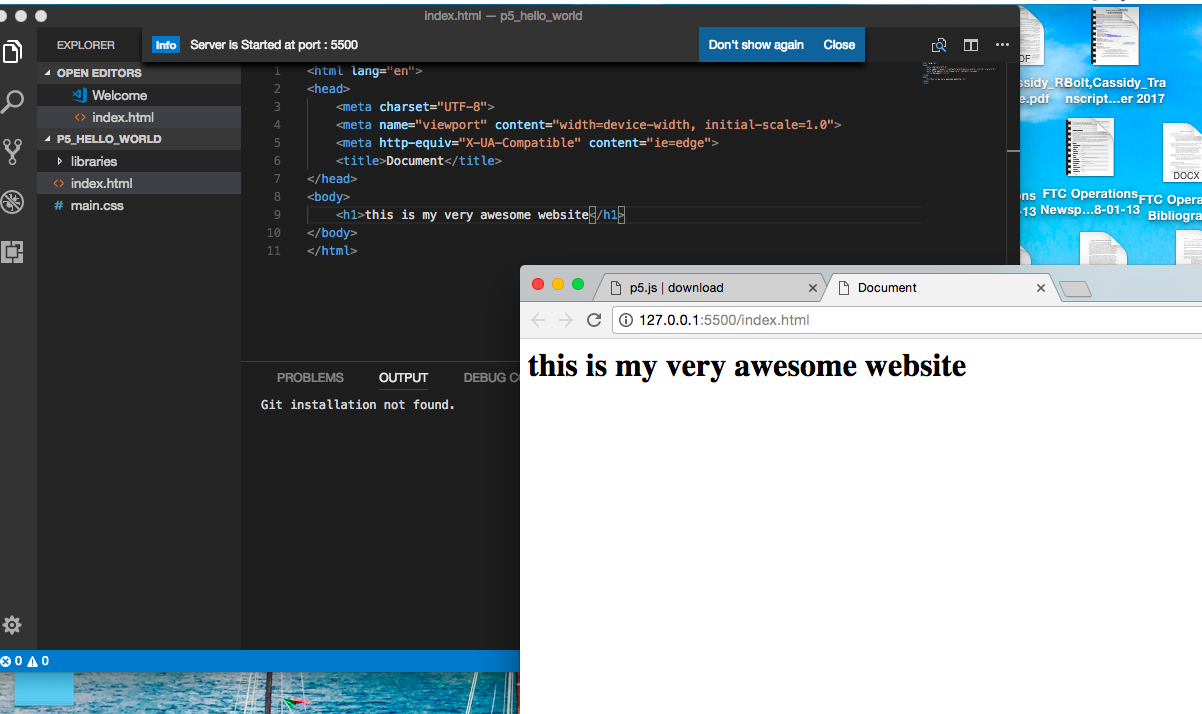 index.html — p5_hello_world
EXPLORER
Info Server is Started at port : 5500 Don't show again Close
OPEN EDITORS
Welcome
index.html
P5_HELLO_WORLD
libraries
index.html
main.css
1 <html lang="en">
2 <head>
3 <meta charset="UTF-8">
4 <meta name="viewport" content="width=device-width, initial-scale=1.0">
5 <meta http-equiv="X-UA-Compatible" content="ie=edge">
6 <title>Document</title>
7 </head>
8 <body>
9 <h1>this is my very awesome website</h1>
10 </body>
11 </html>
PROBLEMS OUTPUT DEBUG CO
Git installation not found.
0 0
p5.js | download
Document
127.0.0.1:5500/index.html
this is my very awesome website
DF
ssidy_R
e.pdf
Bolt,Cassidy_Tra
nscript...er 2017
DOCX
ns
-13
FTC Operations
Newsp...8-01-13
FTC Opera
Bibliogra